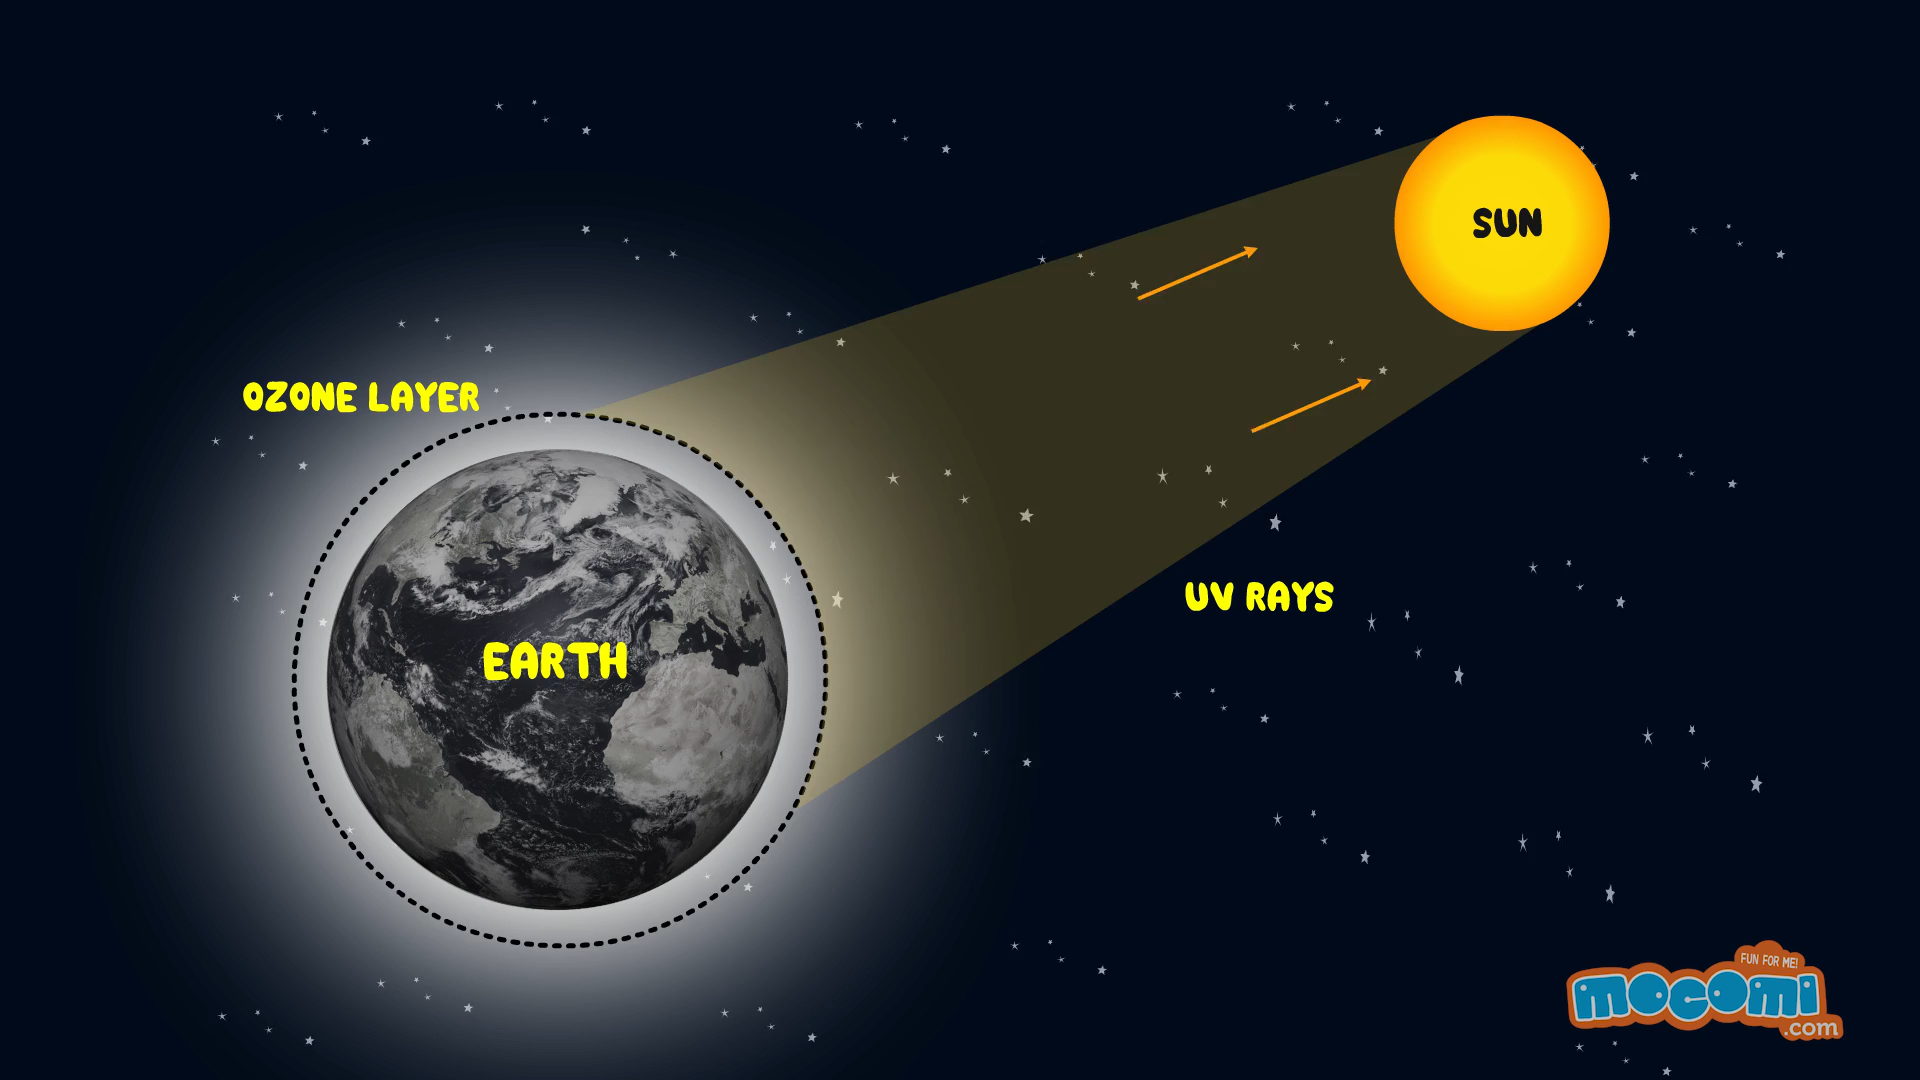 SUN
OZONE LAYER
UV RAYS
EARTH
FUN FOR ME!
mocomi
.com